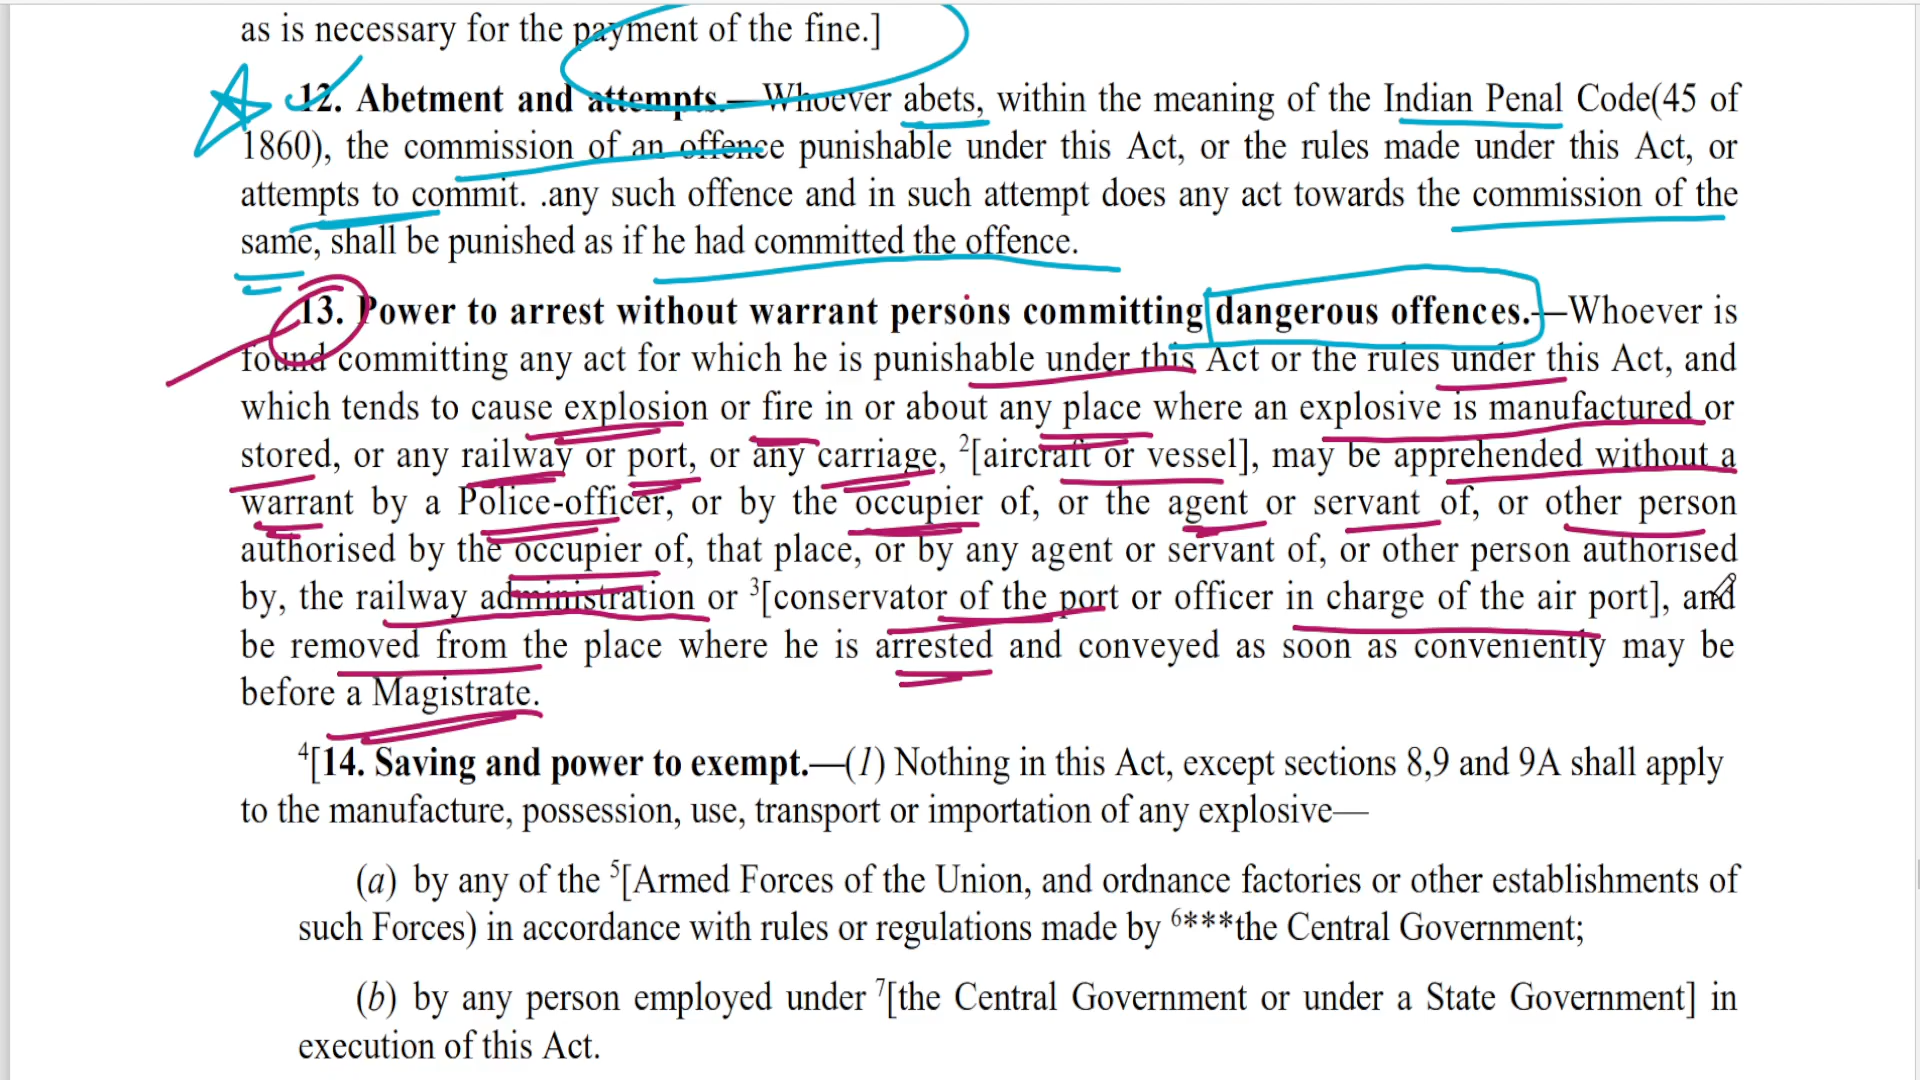 as is necessary for the payment of the fine.]
12. Abetment and attempts.—Whoever abets, within the meaning of the Indian Penal Code(45 of
1860), the commission of an offence punishable under this Act, or the rules made under this Act, or
attempts to commit. .any such offence and in such attempt does any act towards the commission of the
same, shall be punished as if he had committed the offence.
13. Power to arrest without warrant persons committing dangerous offences.—Whoever is
found committing any act for which he is punishable under this Act or the rules under this Act, and
which tends to cause explosion or fire in or about any place where an explosive is manufactured or
stored, or any railway or port, or any carriage, 2[aircraft or vessel], may be apprehended without a
warrant by a Police-officer, or by the occupier of, or the agent or servant of, or other person
authorised by the occupier of, that place, or by any agent or servant of, or other person authorised
by, the railway administration or 3[conservator of the port or officer in charge of the air port], and
be removed from the place where he is arrested and conveyed as soon as conveniently may be
before a Magistrate.
4[14. Saving and power to exempt.—(1) Nothing in this Act, except sections 8,9 and 9A shall apply
to the manufacture, possession, use, transport or importation of any explosive—
(a) by any of the 5[Armed Forces of the Union, and ordnance factories or other establishments of
such Forces) in accordance with rules or regulations made by 6***the Central Government;
(b) by any person employed under 7[the Central Government or under a State Government] in
execution of this Act.